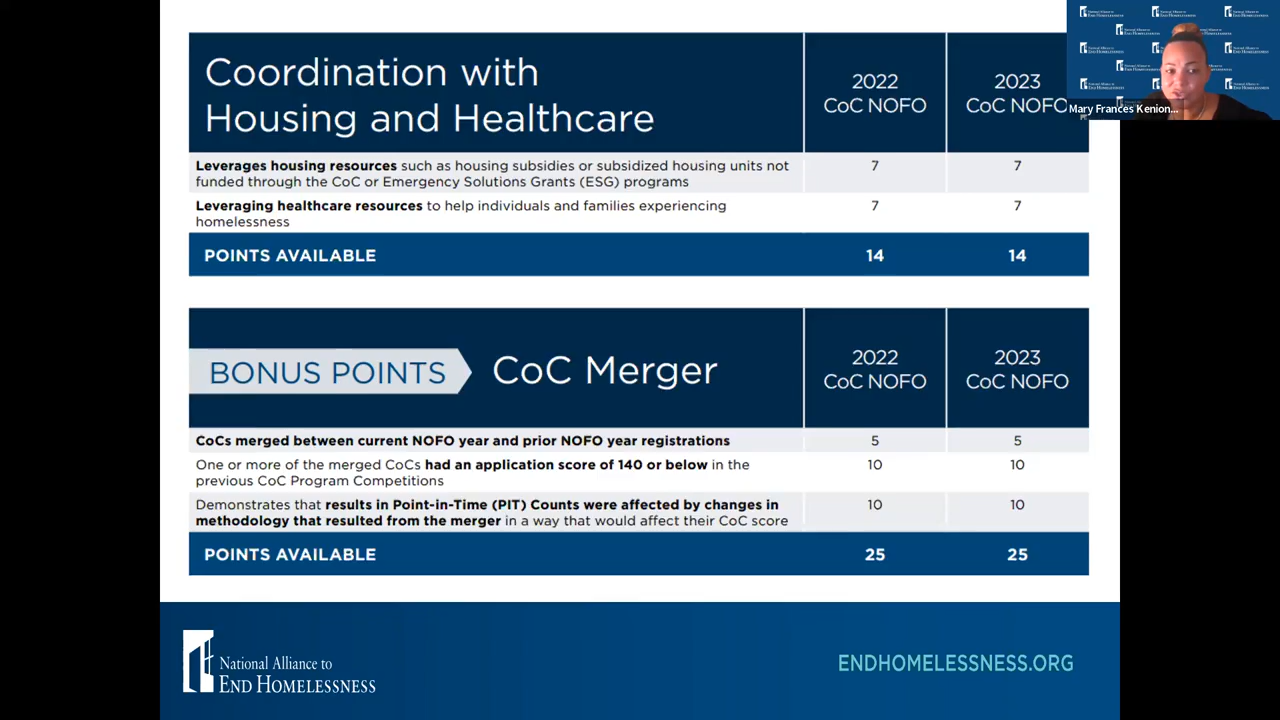 Coordination with
Housing and Healthcare
2022
CoC NOFO
2023
CoC NOFO
Leverages housing resources such as housing subsidies or subsidized housing units not
funded through the CoC or Emergency Solutions Grants (ESG) programs
7
7
Leveraging healthcare resources to help individuals and families experiencing
homelessness
7
7
POINTS AVAILABLE
14
14
BONUS POINTS
CoC Merger
2022
CoC NOFO
2023
CoC NOFO
CoCs merged between current NOFO year and prior NOFO year registrations
5
5
One or more of the merged CoCs had an application score of 140 or below in the
previous CoC Program Competitions
10
10
Demonstrates that results in Point-in-Time (PIT) Counts were affected by changes in
methodology that resulted from the merger in a way that would affect their CoC score
10
10
POINTS AVAILABLE
25
25
National Alliance to
END HOMELESSNESS
ENDHOMELESSNESS.ORG
Mary Frances Kenion...